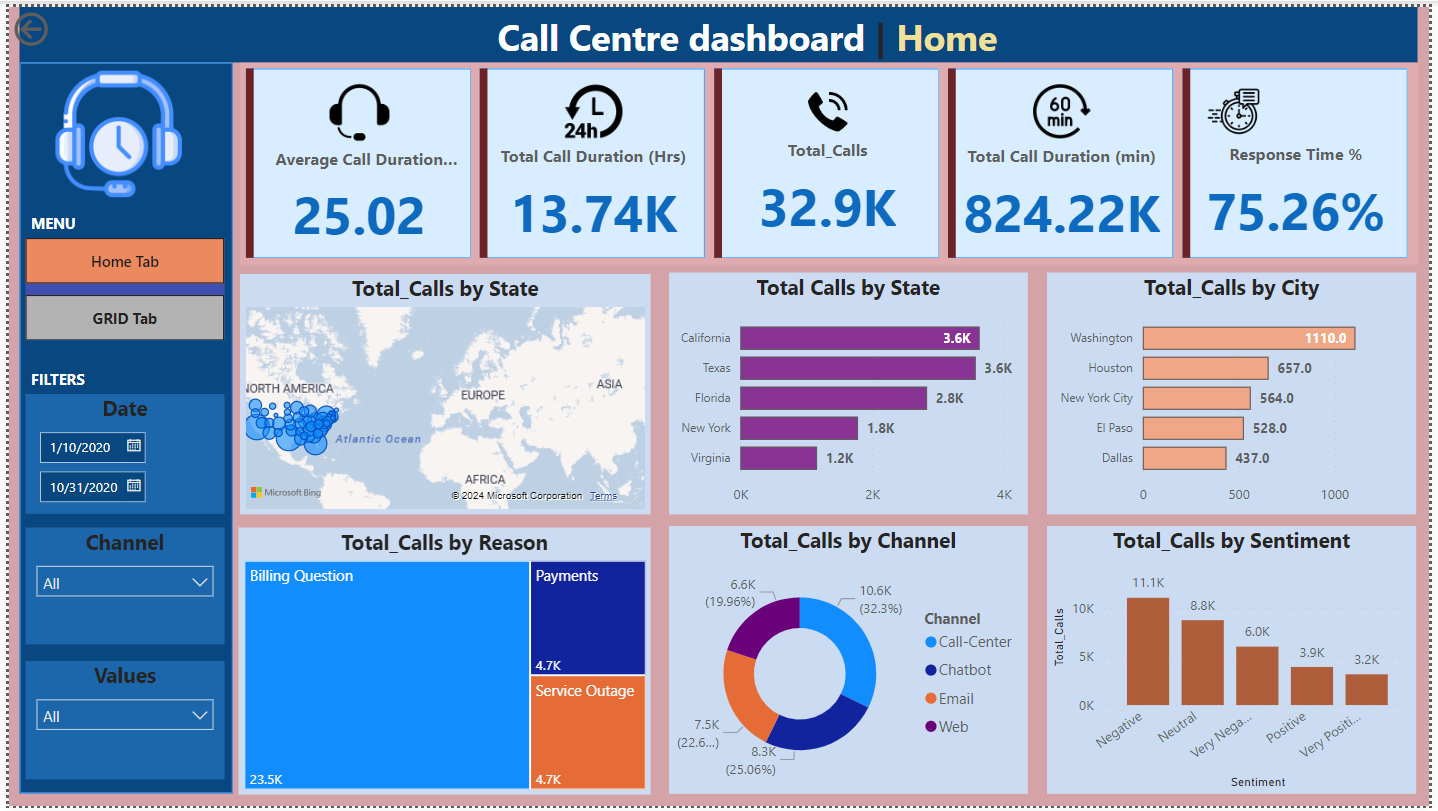 Call Centre dashboard | Home
MENU
Home Tab
GRID Tab
FILTERS
Date
1/10/2020
10/31/2020
Channel
All
Values
All
Average Call Duration...
25.02
24h
Total Call Duration (Hrs)
13.74K
Total_Calls
32.9K
60
min
Total Call Duration (min)
824.22K
Response Time %
75.26%
Total_Calls by State
NORTH AMERICA
EUROPE
ASIA
Atlantic Ocean
AFRICA
Microsoft Bing
© 2024 Microsoft Corporation Terms
Total Calls by State
California 3.6K
Texas 3.6K
Florida 2.8K
New York 1.8K
Virginia 1.2K
0K 2K 4K
Total_Calls by City
Washington 1110.0
Houston 657.0
New York City 564.0
El Paso 528.0
Dallas 437.0
0 500 1000
Total_Calls by Reason
Billing Question
23.5K
Payments
4.7K
Service Outage
4.7K
Total_Calls by Channel
6.6K
(19.96%)
10.6K
(32.3%)
7.5K
(22.6...)
8.3K
(25.06%)
Channel
Call-Center
Chatbot
Email
Web
Total_Calls by Sentiment
Total_Calls
10K
5K
0K
11.1K
8.8K
6.0K
3.9K
3.2K
Negative
Neutral
Very Nega...
Positive
Very Positi...
Sentiment